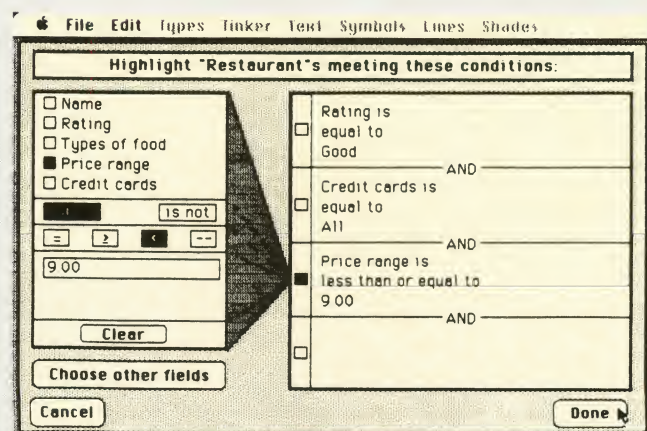 File Edit Types Tinker Text Symbols Lines Shades
Highlight "Restaurant"s meeting these conditions:
Name
Rating
Types of food
Price range
Credit cards
is not
= ≥ ≤ --
9.00
Clear
Choose other fields
Cancel
Rating is
equal to
Good
AND
Credit cards is
equal to
All
AND
Price range is
less than or equal to
9.00
AND
Done